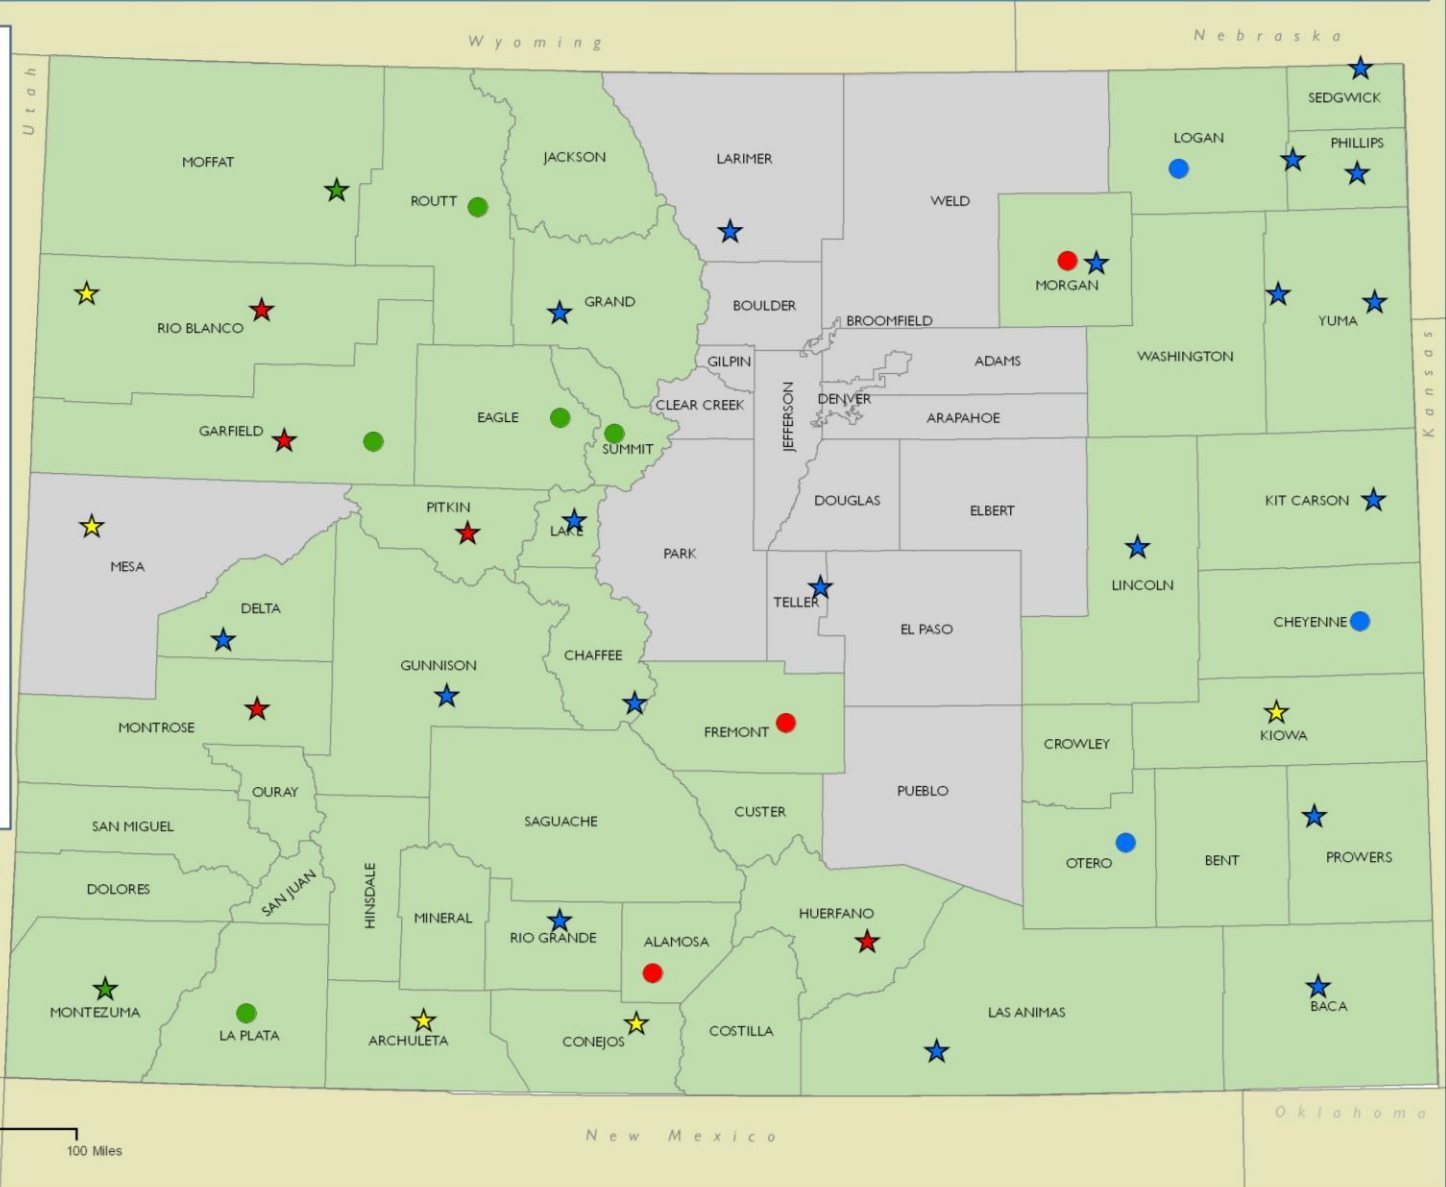 Wyoming
Nebraska
Utah
SEDGWICK
LOGAN
PHILLIPS
MOFFAT
JACKSON
LARIMER
ROUTT
WELD
MORGAN
GRAND
BOULDER
RIO BLANCO
BROOMFIELD
YUMA
WASHINGTON
Kansas
GILPIN
ADAMS
CLEAR CREEK
DENVER
JEFFERSON
ARAPAHOE
EAGLE
GARFIELD
SUMMIT
PITKIN
LAKE
DOUGLAS
ELBERT
KIT CARSON
PARK
MESA
LINCOLN
DELTA
TELLER
EL PASO
CHEYENNE
CHAFFEE
GUNNISON
MONTROSE
FREMONT
KIOWA
CROWLEY
OURAY
PUEBLO
CUSTER
SAGUACHE
SAN MIGUEL
OTERO
BENT
PROWERS
DOLORES
SAN JUAN
HINSDALE
MINERAL
HUERFANO
RIO GRANDE
ALAMOSA
MONTEZUMA
LAS ANIMAS
BACA
LA PLATA
ARCHULETA
CONEJOS
COSTILLA
Oklahoma
New Mexico
100 Miles